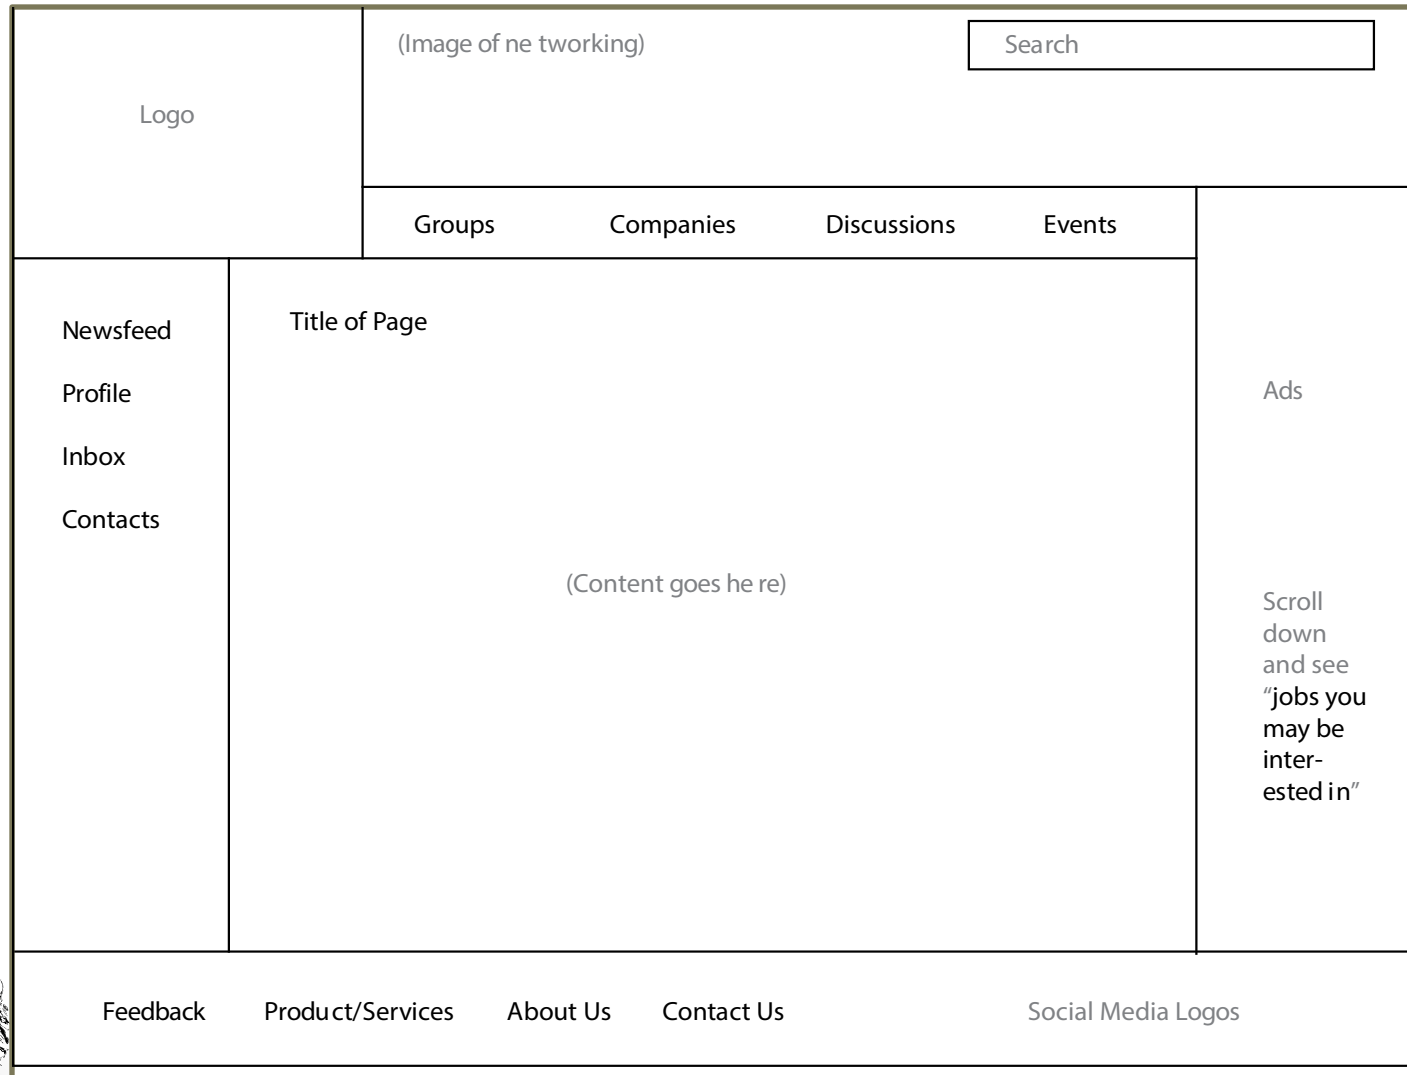 (Image of ne tworking)
Search
Logo
Groups
Companies
Discussions
Events
Newsfeed
Profile
Inbox
Contacts
Title of Page
(Content goes he re)
Ads
Scroll
down
and see
“jobs you
may be
inter-
ested in”
Feedback
Product/Services
About Us
Contact Us
Social Media Logos